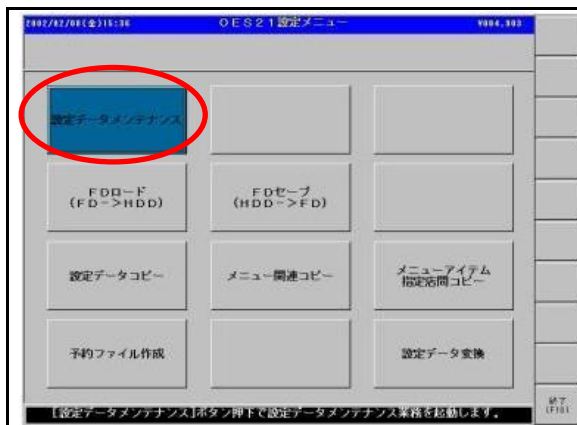 2002/02/08(金)15:36 OES21設定メニュー V004.303
設定データメンテナンス
FDロード
(FD->HDD)
FDセーブ
(HDD->FD)
設定データコピー
メニュー関連コピー
メニューアイテム
指定店間コピー
予約ファイル作成
設定データ変換
【設定データメンテナンス】ボタン押下で設定データメンテナンス業務を起動します。
終了
(F10)